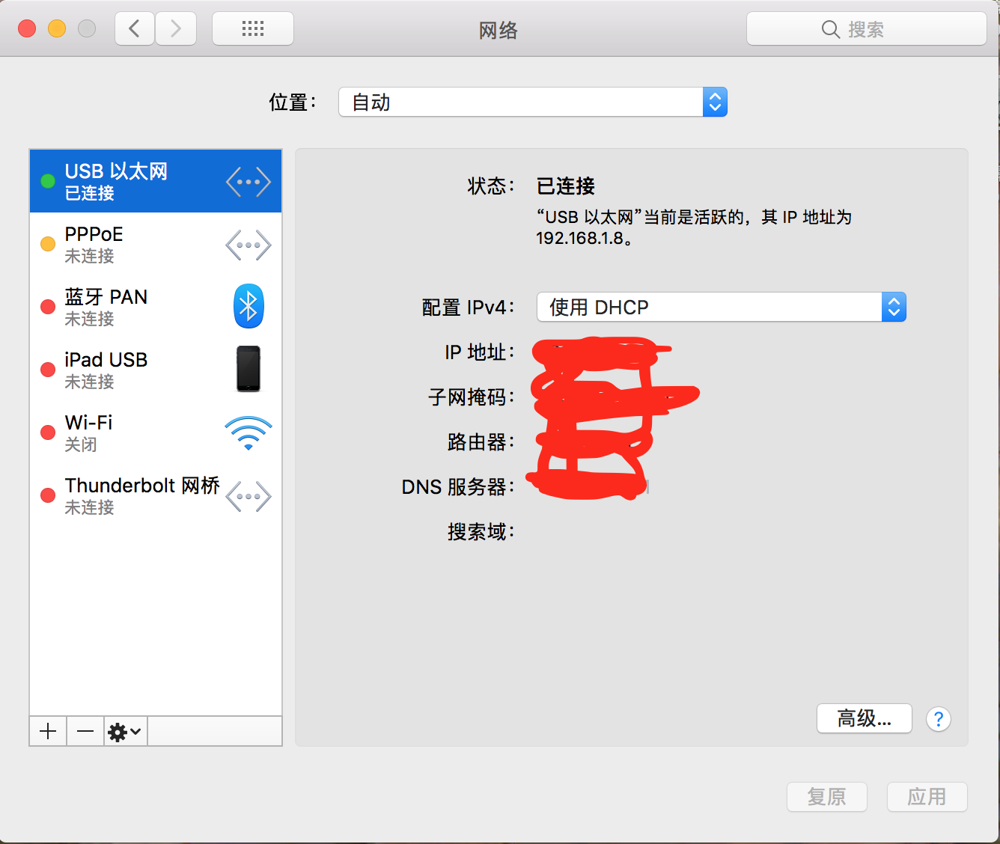 网络
搜索
位置：
自动
USB 以太网
已连接
PPPoE
未连接
蓝牙 PAN
未连接
iPad USB
未连接
Wi-Fi
关闭
Thunderbolt 网桥
未连接
状态：
已连接
“USB 以太网”当前是活跃的，其 IP 地址为
192.168.1.8。
配置 IPv4：
使用 DHCP
IP 地址：
子网掩码：
路由器：
DNS 服务器：
搜索域：
高级...
?
复原
应用